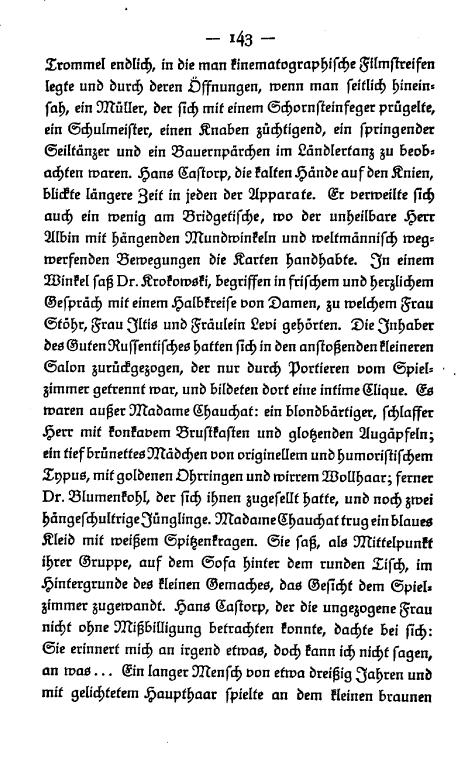 — 143 —
Trommel endlich, in die man kinematographische Filmstreifen
legte und durch deren Öffnungen, wenn man seitlich hinein-
sah, ein Müller, der sich mit einem Schornsteinfeger prügelte,
ein Schulmeister, einen Knaben züchtigend, ein springender
Seiltänzer und ein Bauernpärchen im Ländlertanz zu beob-
achten waren. Hans Castorp, die kalten Hände auf den Knien,
blickte längere Zeit in jeden der Apparate. Er verweilte sich
auch ein wenig am Bridgetische, wo der unheilbare Herr
Albin mit hängenden Mundwinkeln und weltmännisch weg-
werfenden Bewegungen die Karten handhabte. In einem
Winkel saß Dr. Krokowski, begriffen in frischem und herzlichem
Gespräch mit einem Halbkreise von Damen, zu welchem Frau
Stöhr, Frau Iltis und Fräulein Levi gehörten. Die Inhaber
des Guten Russentisches hatten sich in den anstoßenden kleineren
Salon zurückgezogen, der nur durch Portieren vom Spiel-
zimmer getrennt war, und bildeten dort eine intime Clique. Es
waren außer Madame Chauchat: ein blondbärtiger, schlaffer
Herr mit konkavem Brustkasten und glotzenden Augäpfeln;
ein tief brünettes Mädchen von originellem und humoristischem
Typus, mit goldenen Ohrringen und wirrem Wollhaar; ferner
Dr. Blumenkohl, der sich ihnen zugesellt hatte, und noch zwei
hängeschultrige Jünglinge. Madame Chauchat trug ein blaues
Kleid mit weißem Spitzenkragen. Sie saß, als Mittelpunkt
ihrer Gruppe, auf dem Sofa hinter dem runden Tisch, im
Hintergrunde des kleinen Gemaches, das Gesicht dem Spiel-
zimmer zugewandt. Hans Castorp, der die ungezogene Frau
nicht ohne Mißbilligung betrachten konnte, dachte bei sich:
Sie erinnert mich an irgend etwas, doch kann ich nicht sagen,
an was... Ein langer Mensch von etwa dreißig Jahren und
mit gelichtetem Haupthaar spielte an dem kleinen braunen